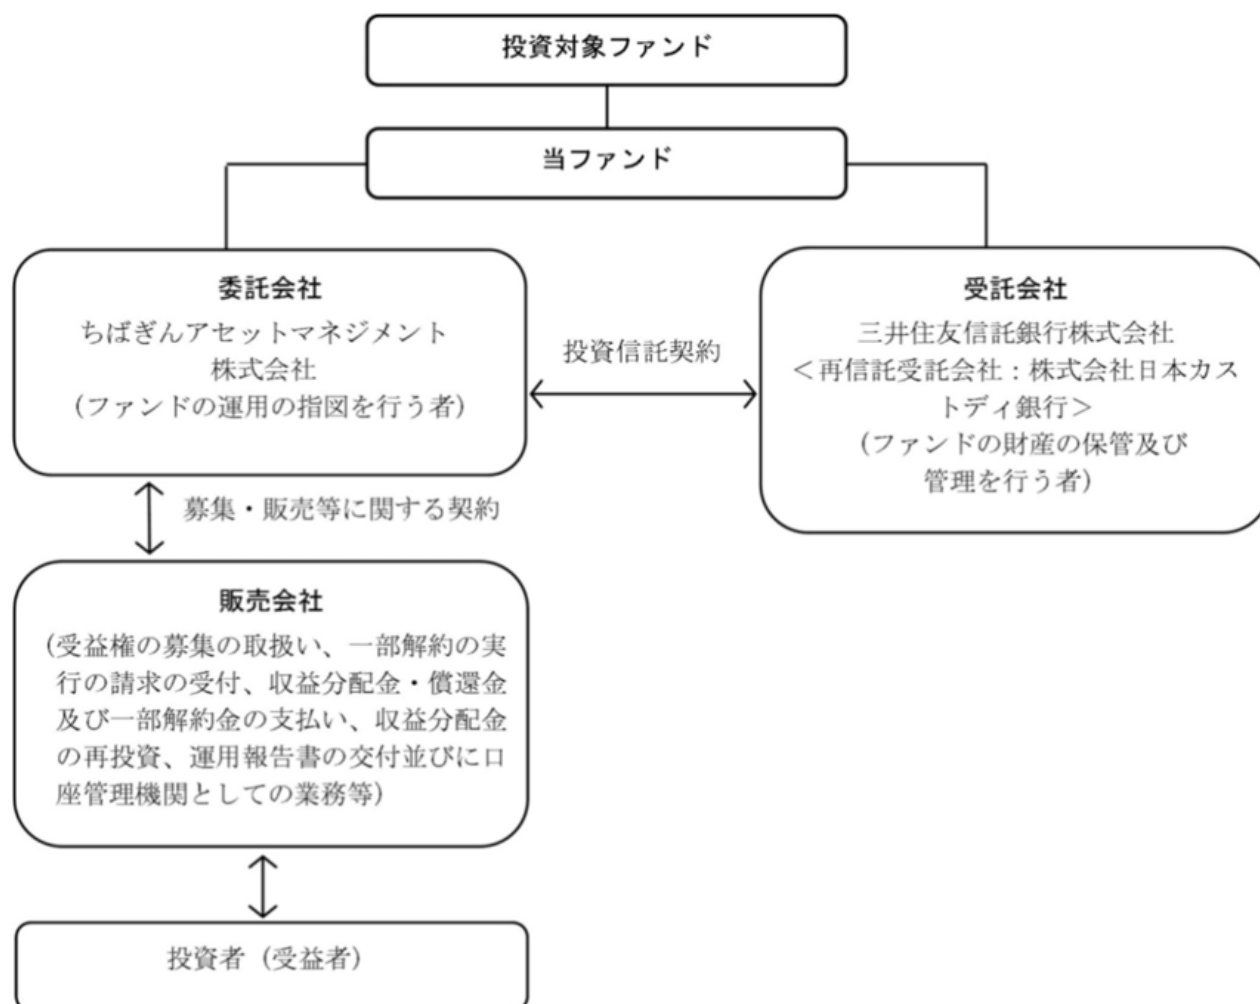 投資対象ファンド
当ファンド
委託会社
ちばぎんアセットマネジメント
株式会社
(ファンドの運用の指図を行う者)
投資信託契約
受託会社
三井住友信託銀行株式会社
＜再信託受託会社：株式会社日本カス
トディ銀行＞
(ファンドの財産の保管及び
管理を行う者)
募集・販売等に関する契約
販売会社
(受益権の募集の取扱い、一部解約の実
行の請求の受付、収益分配金・償還金
及び一部解約金の支払い、収益分配金
の再投資、運用報告書の交付並びに口
座管理機関としての業務等)
投資者（受益者）